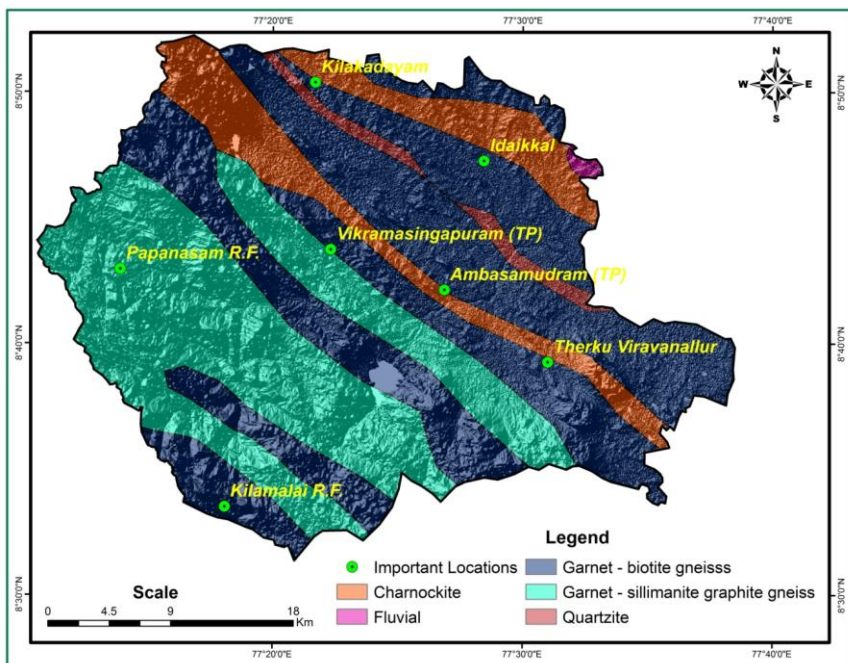 77°20'0"E
77°30'0"E
77°40'0"E
8°50'0"N
8°50'0"N
N
W E
S
Kilakadayam
Idaikkal
Vikramasingapuram (TP)
Papanasam R.F.
Ambasamudram (TP)
8°40'0"N
8°40'0"N
Therku Viravanallur
Kilamalai R.F.
Legend
Important Locations
Garnet - biotite gneisss
Charnockite
Garnet - sillimanite graphite gneiss
Fluvial
Quartzite
Scale
0 4.5 9 18
Km
8°30'0"N
8°30'0"N
77°20'0"E
77°30'0"E
77°40'0"E